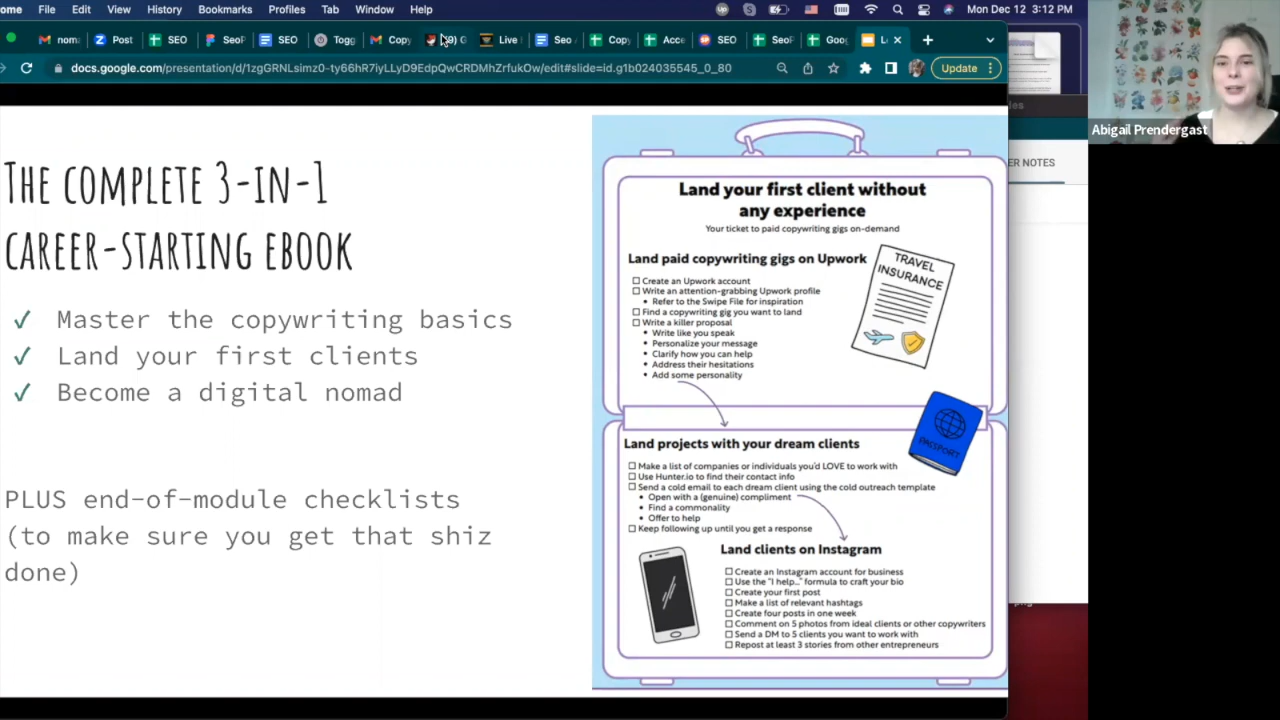 ome File Edit View History Bookmarks Profiles Tab Window Help Mon Dec 12 3:12 PM
noma Post SEO SeoP SEO Togg Copy Live Seo Copy Acce SEO SeoP Goog L
docs.google.com/presentation/d/1zgGRNLsimz0-ty66hR7iyLLyD9EdpQwCRDMhZrfukOw/edit#slide=id.g1b024035545_0_80 Update
Abigail Prendergast
les
ER NOTES
THE COMPLETE 3-IN-1
CAREER-STARTING EBOOK
✓ Master the copywriting basics
✓ Land your first clients
✓ Become a digital nomad
PLUS end-of-module checklists
(to make sure you get that shiz
done)
Land your first client without
any experience
Your ticket to paid copywriting gigs on-demand
Land paid copywriting gigs on Upwork
☐ Create an Upwork account
☐ Write an attention-grabbing Upwork profile
• Refer to the Swipe File for inspiration
☐ Find a copywriting gig you want to land
☐ Write a killer proposal
• Write like you speak
• Personalize your message
• Clarify how you can help
• Address their hesitations
• Add some personality
TRAVEL
INSURANCE
PASSPORT
Land projects with your dream clients
☐ Make a list of companies or individuals you'd LOVE to work with
☐ Use Hunter.io to find their contact info
☐ Send a cold email to each dream client using the cold outreach template
• Open with a (genuine) compliment
• Find a commonality
• Offer to help
☐ Keep following up until you get a response
Land clients on Instagram
☐ Create an Instagram account for business
☐ Use the "I help..." formula to craft your bio
☐ Create your first post
☐ Make a list of relevant hashtags
☐ Create four posts in one week
☐ Comment on 5 photos from ideal clients or other copywriters
☐ Send a DM to 5 clients you want to work with
☐ Repost at least 3 stories from other entrepreneurs